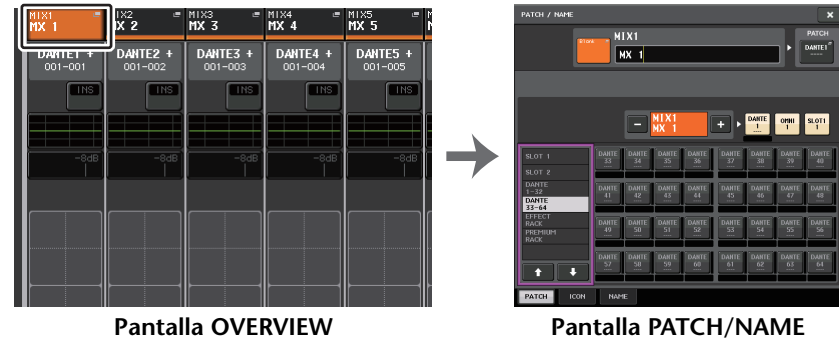 MIX1 MIX2 MIX3 MIX4 MIX5
MX 1 MX 2 MX 3 MX 4 MX 5
DANTE1 + DANTE2 + DANTE3 + DANTE4 + DANTE5 +
001-001 001-002 001-003 001-004 001-005
INS INS INS INS
-8dB -8dB -8dB -8dB -8dB
Pantalla OVERVIEW
PATCH / NAME
x
Blank
MIX1
MX 1
PATCH
DANTE1
- MIX1 +
MX 1
DANTE 1
OMNI 1
SLOT1 1
SLOT 1
SLOT 2
DANTE 1-32
DANTE 33-64
EFFECT RACK
PREMIUM RACK
DANTE 33 DANTE 34 DANTE 35 DANTE 36 DANTE 37 DANTE 38 DANTE 39 DANTE 40
DANTE 41 DANTE 42 DANTE 43 DANTE 44 DANTE 45 DANTE 46 DANTE 47 DANTE 48
DANTE 49 DANTE 50 DANTE 51 DANTE 52 DANTE 53 DANTE 54 DANTE 55 DANTE 56
DANTE 57 DANTE 58 DANTE 59 DANTE 60 DANTE 61 DANTE 62 DANTE 63 DANTE 64
PATCH ICON NAME
Pantalla PATCH/NAME